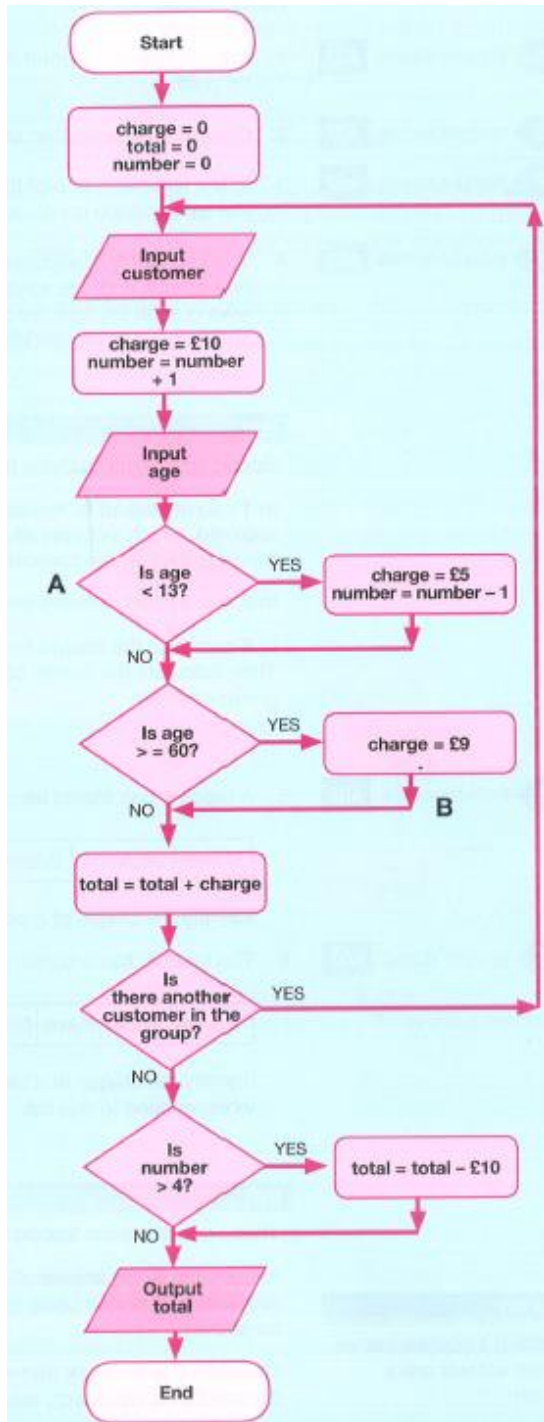 Start
charge = 0
total = 0
number = 0
Input
customer
charge = £10
number = number
+ 1
Input
age
A
Is age
< 13?
YES
charge = £5
number = number – 1
NO
Is age
> = 60?
YES
charge = £9
B
NO
total = total + charge
Is
there another
customer in the
group?
YES
NO
Is
number
> 4?
YES
total = total – £10
NO
Output
total
End